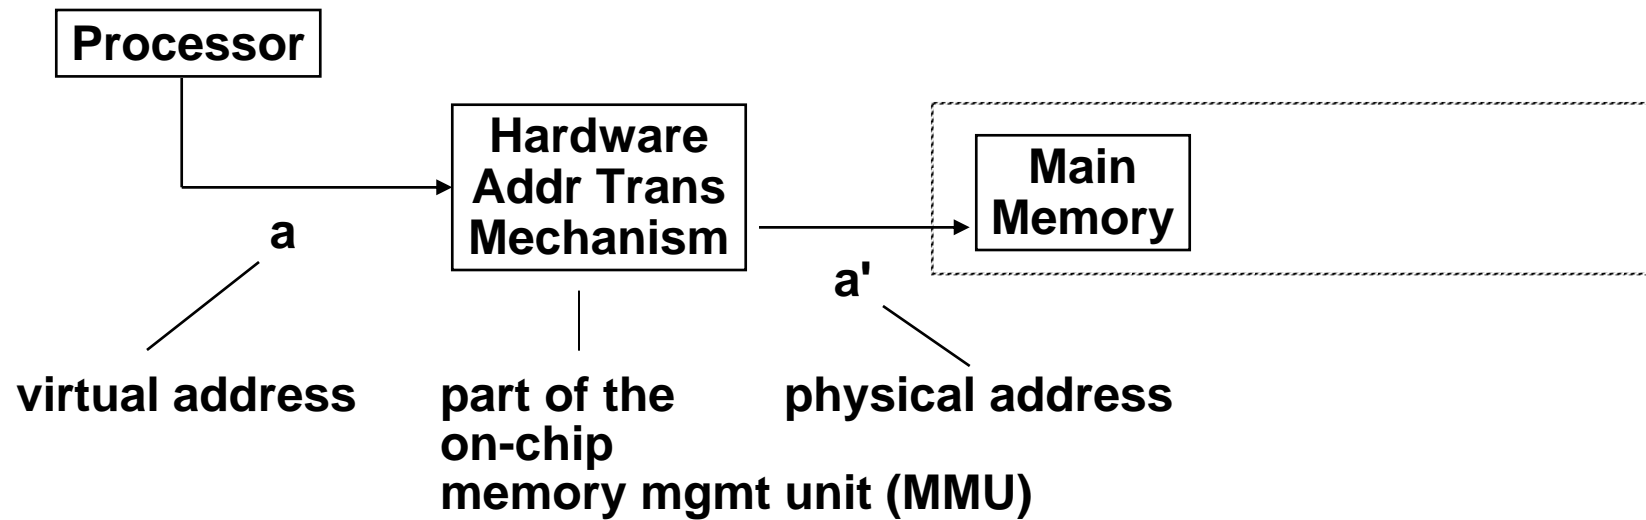 Processor
Hardware
Addr Trans
Mechanism
Main
Memory
a
a'
virtual address
part of the
on-chip
memory mgmt unit (MMU)
physical address